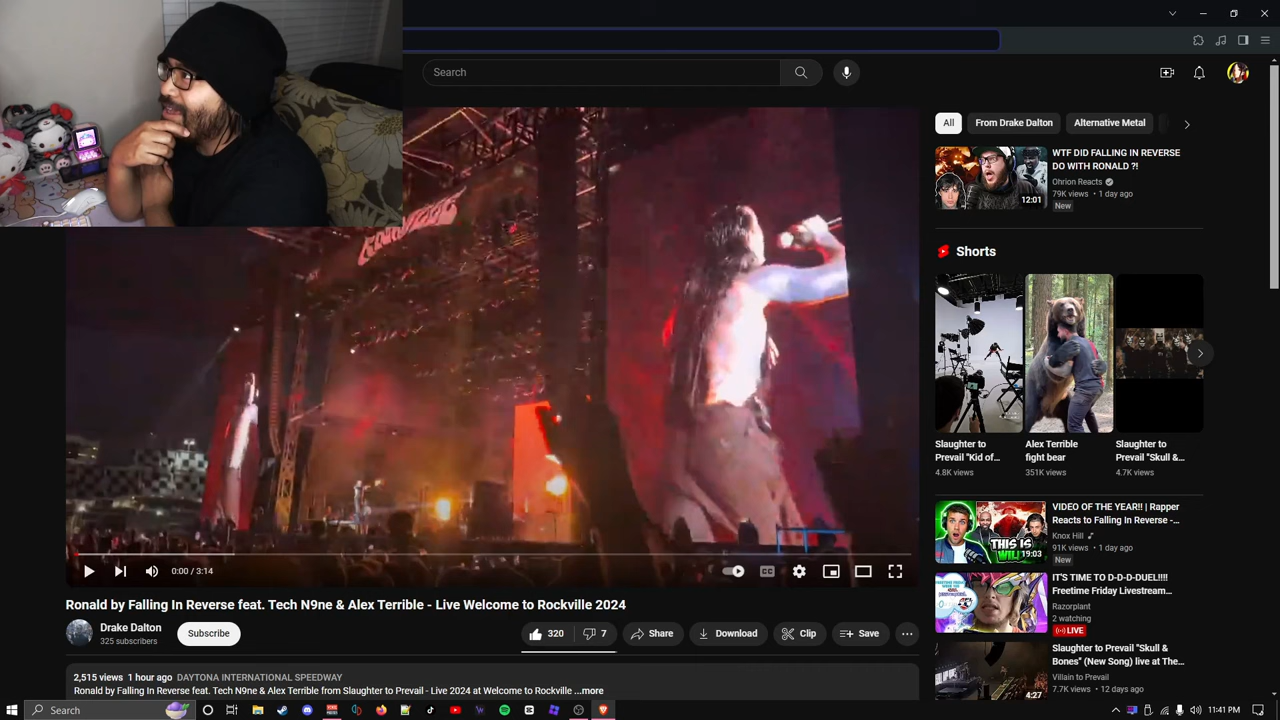 Search
All
From Drake Dalton
Alternative Metal
WTF DID FALLING IN REVERSE
DO WITH RONALD ?!
Ohrion Reacts
79K views • 1 day ago
New
12:01
Shorts
Slaughter to
Prevail "Kid of...
4.8K views
Alex Terrible
fight bear
351K views
Slaughter to
Prevail "Skull &...
4.7K views
VIDEO OF THE YEAR!! | Rapper
Reacts to Falling In Reverse -...
Knox Hill
91K views • 1 day ago
New
THIS IS
WILD
19:03
IT'S TIME TO D-D-D-DUEL!!!!
Freetime Friday Livestream...
Razorplant
2 watching
LIVE
Slaughter to Prevail "Skull &
Bones" (New Song) live at The...
Villain to Prevail
7.7K views • 12 days ago
4:27
0:00 / 3:14
CC
Ronald by Falling In Reverse feat. Tech N9ne & Alex Terrible - Live Welcome to Rockville 2024
Drake Dalton
325 subscribers
Subscribe
320
7
Share
Download
Clip
Save
2,515 views 1 hour ago DAYTONA INTERNATIONAL SPEEDWAY
Ronald by Falling In Reverse feat. Tech N9ne & Alex Terrible from Slaughter to Prevail - Live 2024 at Welcome to Rockville ...more
Search
11:41 PM